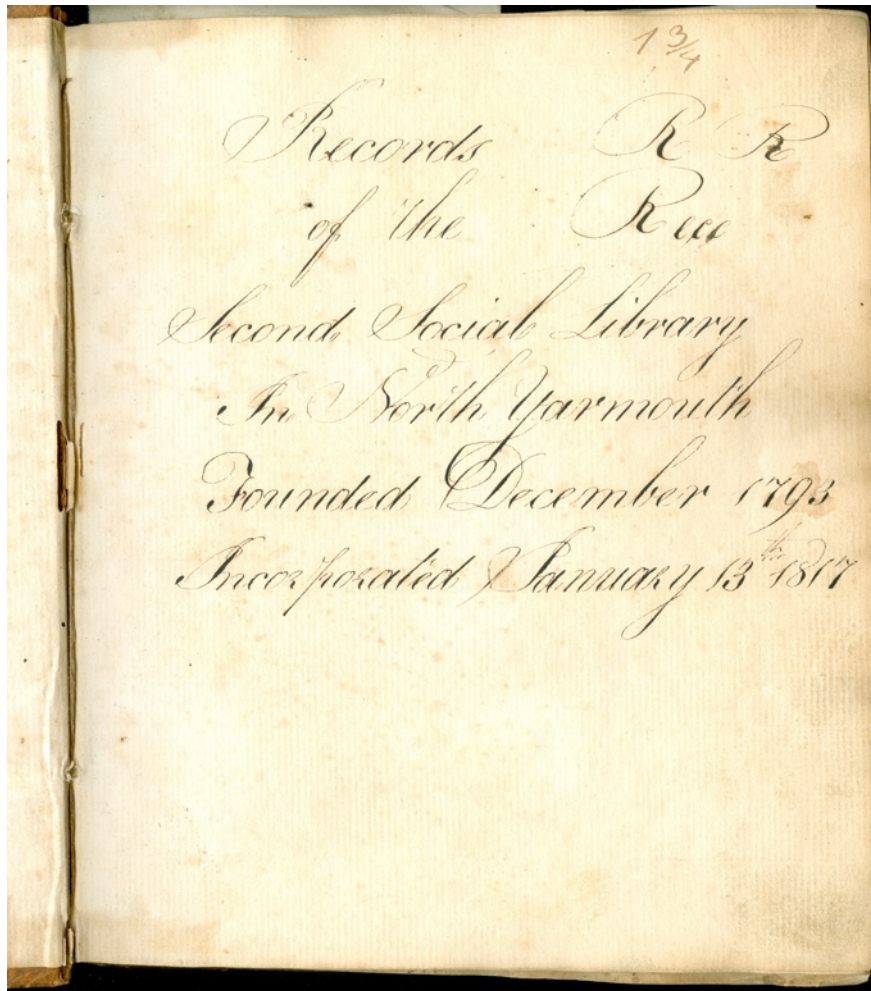 1 3/4
Records R R
of the Recc
Second Social Library
In North Yarmouth
Founded December 1793
Incorporated January 13th 1817